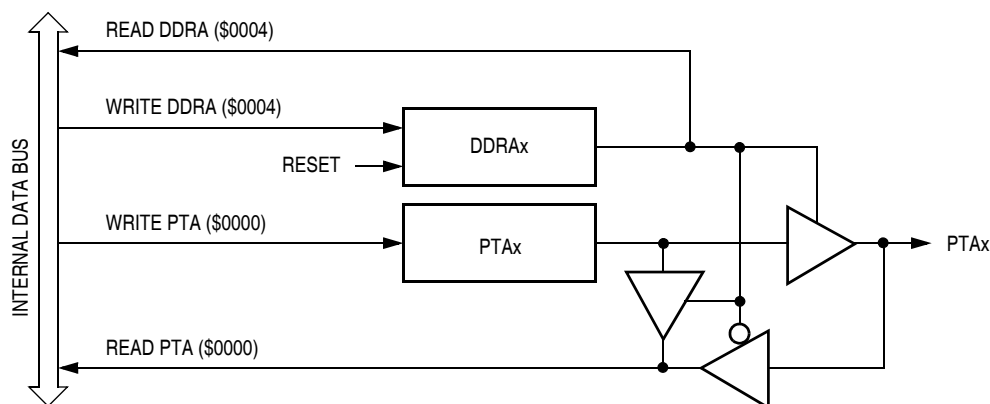 READ DDRA ($0004)
WRITE DDRA ($0004)
DDRAx
RESET
INTERNAL DATA BUS
WRITE PTA ($0000)
PTAx
PTAx
READ PTA ($0000)